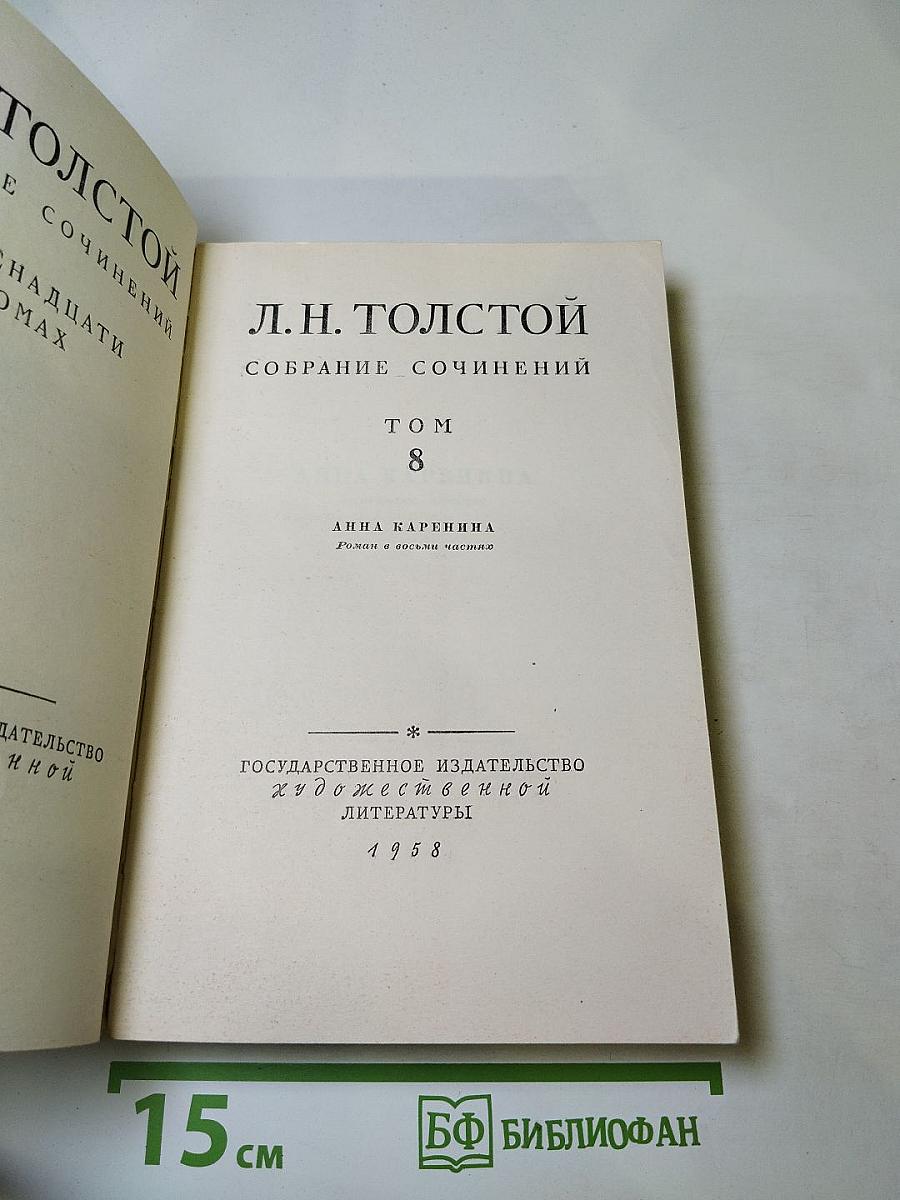 ТОЛСТОЙ
Е СОЧИНЕНИЙ
ЕНАДЦАТИ
ОМАХ
ДАТЕЛЬСТВО
нной
Л. Н. ТОЛСТОЙ
СОБРАНИЕ СОЧИНЕНИЙ
ТОМ
8
АННА КАРЕНИНА
Роман в восьми частях
ГОСУДАРСТВЕННОЕ ИЗДАТЕЛЬСТВО
художественной
ЛИТЕРАТУРЫ
1958
15 см
БФ БИБЛИОФАН